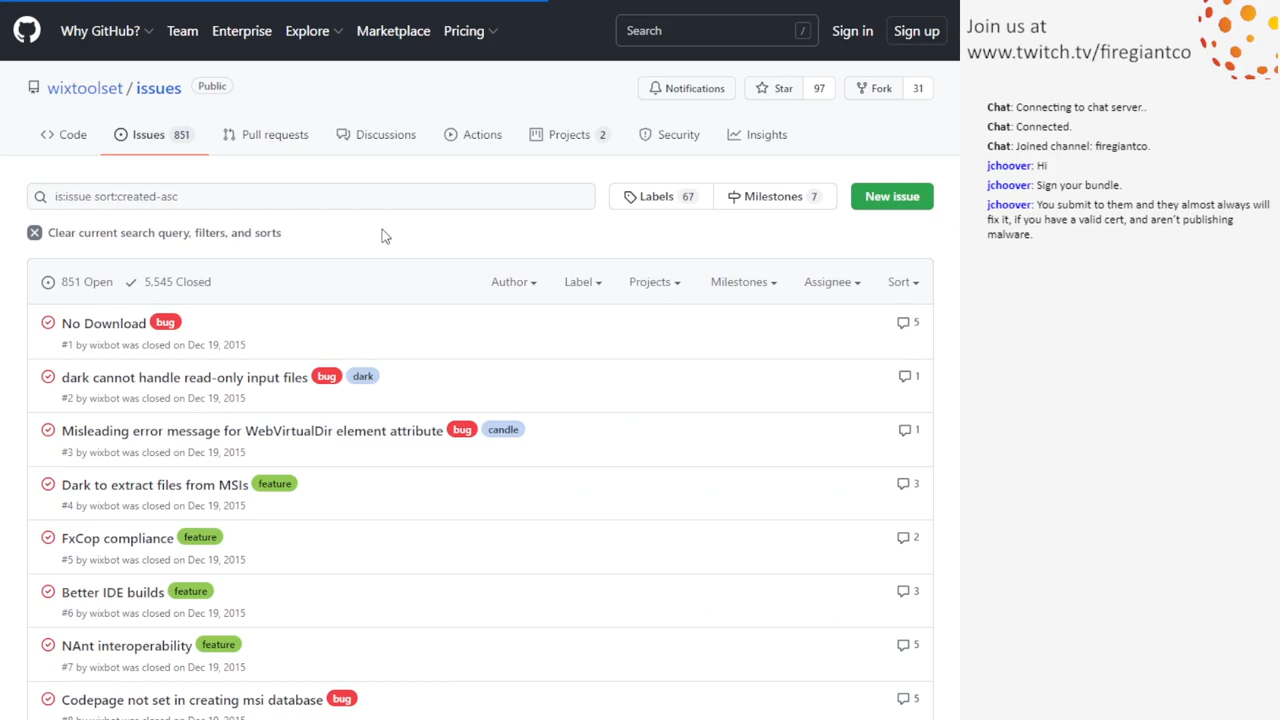 Why GitHub? Team Enterprise Explore Marketplace Pricing Search / Sign in Sign up
wixtoolset / issues Public Notifications Star 97 Fork 31
Code Issues 851 Pull requests Discussions Actions Projects 2 Security Insights
is:issue sort:created-asc Labels 67 Milestones 7 New issue
Clear current search query, filters, and sorts
851 Open 5,545 Closed Author Label Projects Milestones Assignee Sort
No Download bug 5
#1 by wixbot was closed on Dec 19, 2015
dark cannot handle read-only input files bug dark 1
#2 by wixbot was closed on Dec 19, 2015
Misleading error message for WebVirtualDir element attribute bug candle 1
#3 by wixbot was closed on Dec 19, 2015
Dark to extract files from MSIs feature 3
#4 by wixbot was closed on Dec 19, 2015
FxCop compliance feature 2
#5 by wixbot was closed on Dec 19, 2015
Better IDE builds feature 3
#6 by wixbot was closed on Dec 19, 2015
NAnt interoperability feature 5
#7 by wixbot was closed on Dec 19, 2015
Codepage not set in creating msi database bug 5
#8 by wixbot was closed on Dec 19, 2015
Join us at
www.twitch.tv/firegiantco
Chat: Connecting to chat server..
Chat: Connected.
Chat: Joined channel: firegiantco.
jchoover: Hi
jchoover: Sign your bundle.
jchoover: You submit to them and they almost always will
fix it, if you have a valid cert, and aren't publishing
malware.